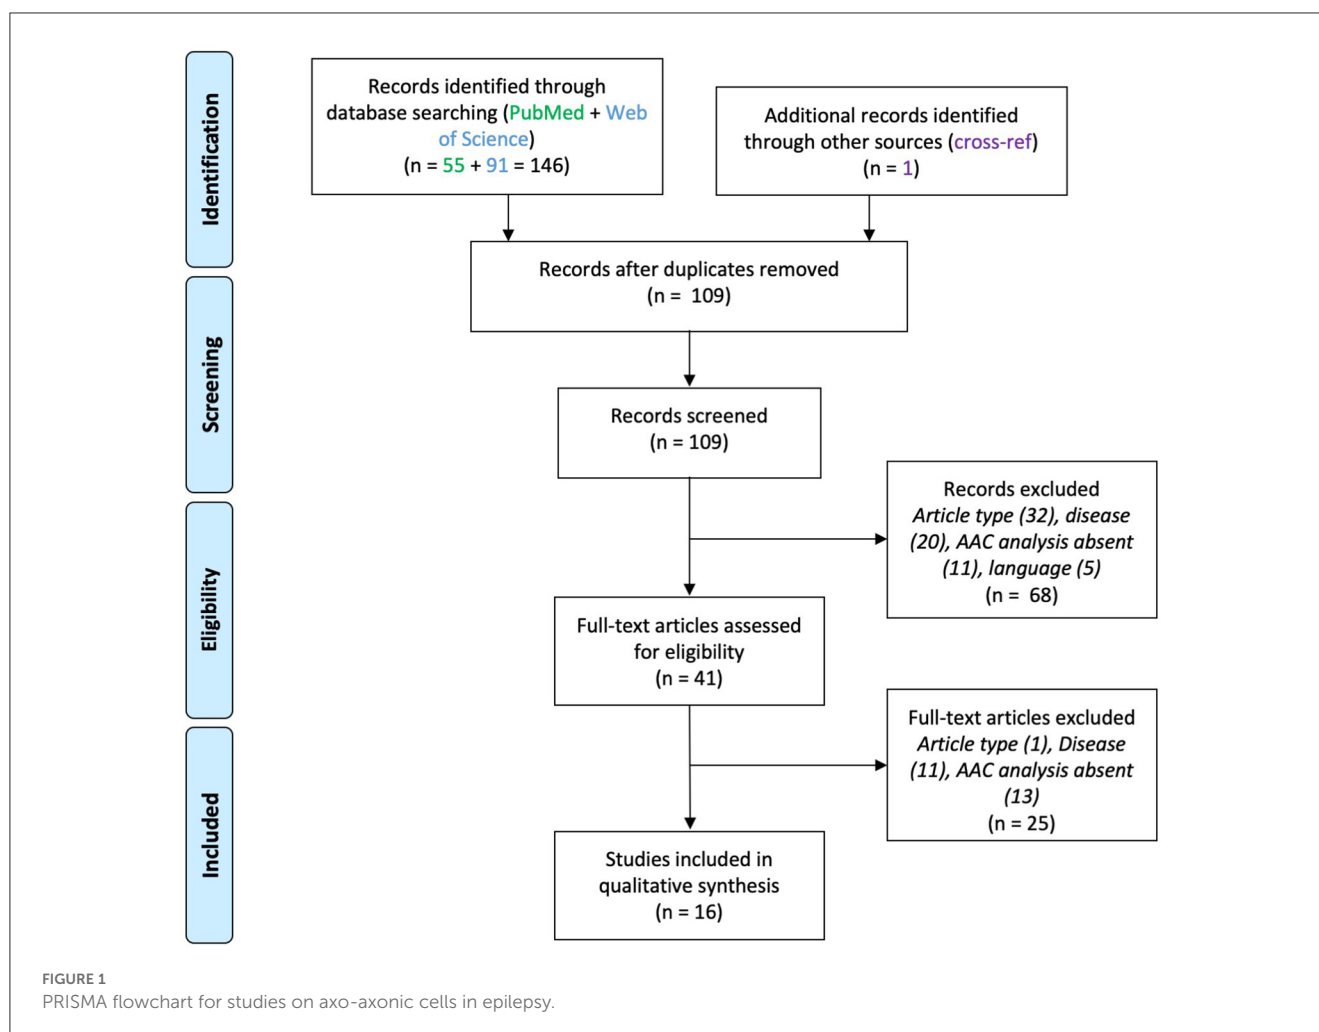 Identification
Records identified through
database searching (PubMed + Web
of Science)
(n = 55 + 91 = 146)
Additional records identified
through other sources (cross-ref)
(n = 1)
Records after duplicates removed
(n =  109)
Screening
Records screened
(n = 109)
Records excluded
Article type (32), disease
(20), AAC analysis absent
(11), language (5)
(n =  68)
Eligibility
Full-text articles assessed
for eligibility
(n = 41)
Full-text articles excluded
Article type (1), Disease
(11), AAC analysis absent
(13)
(n = 25)
Included
Studies included in
qualitative synthesis
(n = 16)
FIGURE 1
PRISMA flowchart for studies on axo-axonic cells in epilepsy.